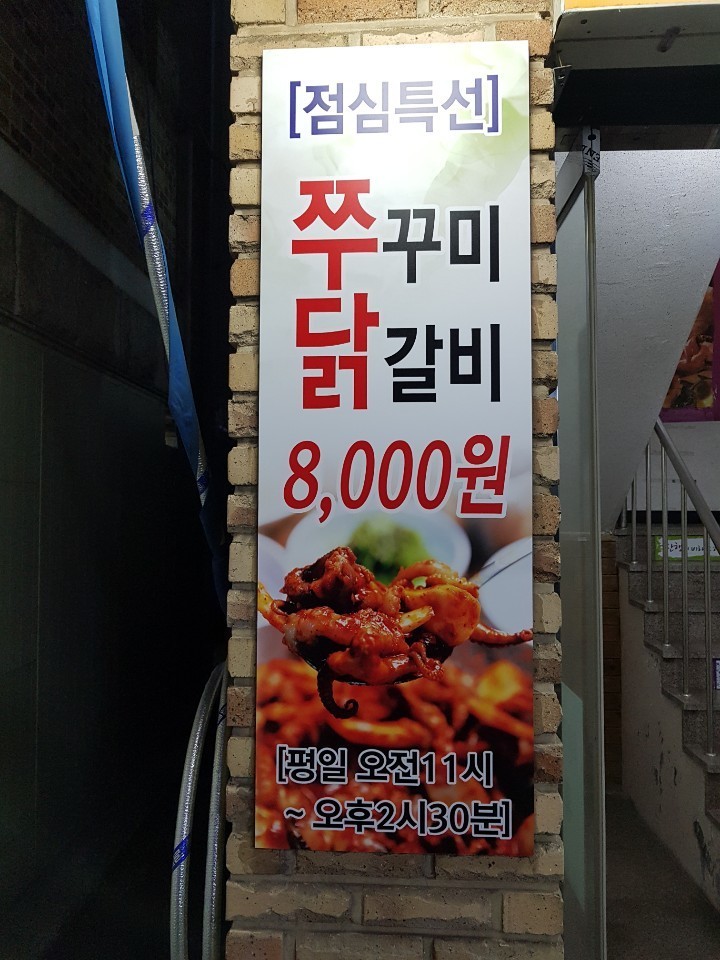 [점심특선]
쭈꾸미
닭갈비
8,000원
[평일 오전11시
~ 오후2시30분]